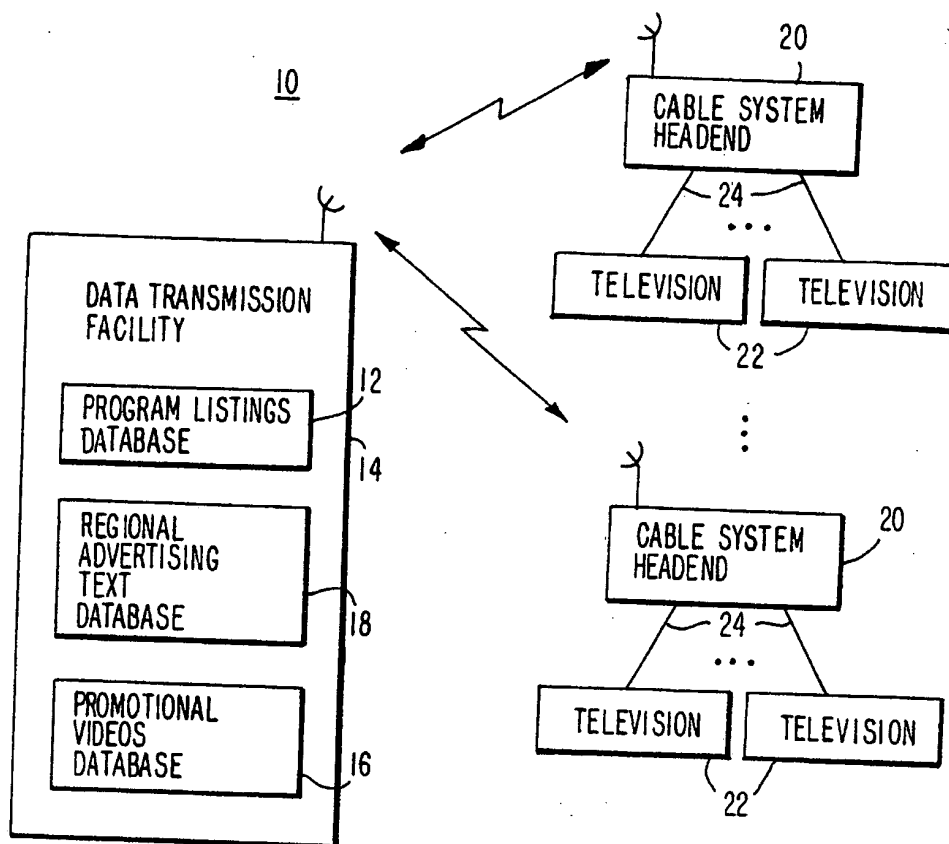 10
20
CABLE SYSTEM
HEADEND
24
TELEVISION
TELEVISION
22
DATA TRANSMISSION
FACILITY
12
PROGRAM LISTINGS
DATABASE
14
REGIONAL
ADVERTISING
TEXT
DATABASE
18
PROMOTIONAL
VIDEOS
DATABASE
16
CABLE SYSTEM
HEADEND
20
24
TELEVISION
TELEVISION
22